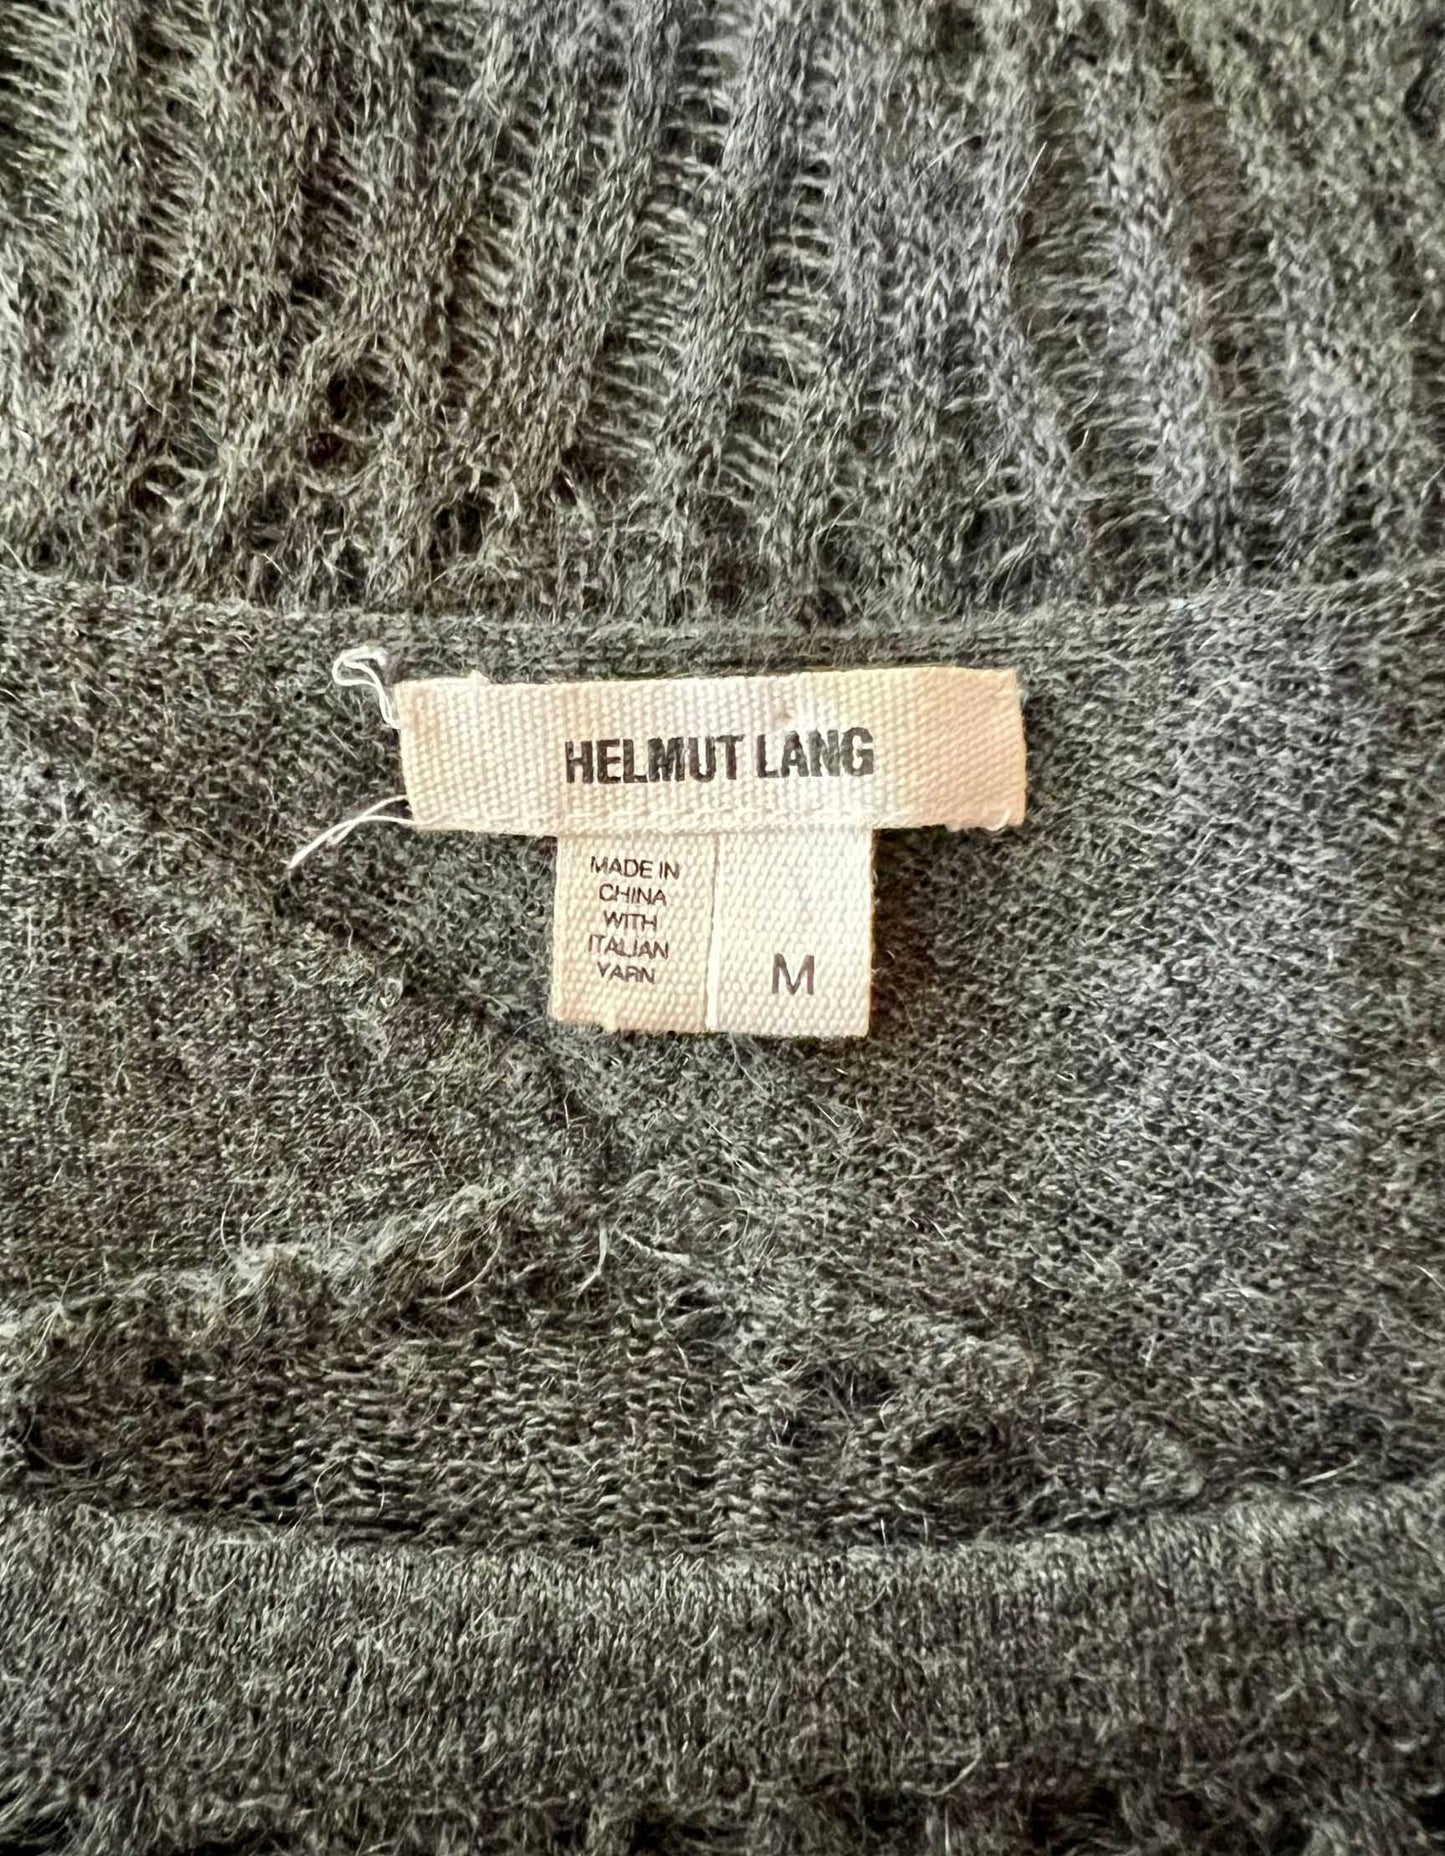 HELMUT LANG
MADE IN
CHINA
WITH
ITALIAN
YARN
M